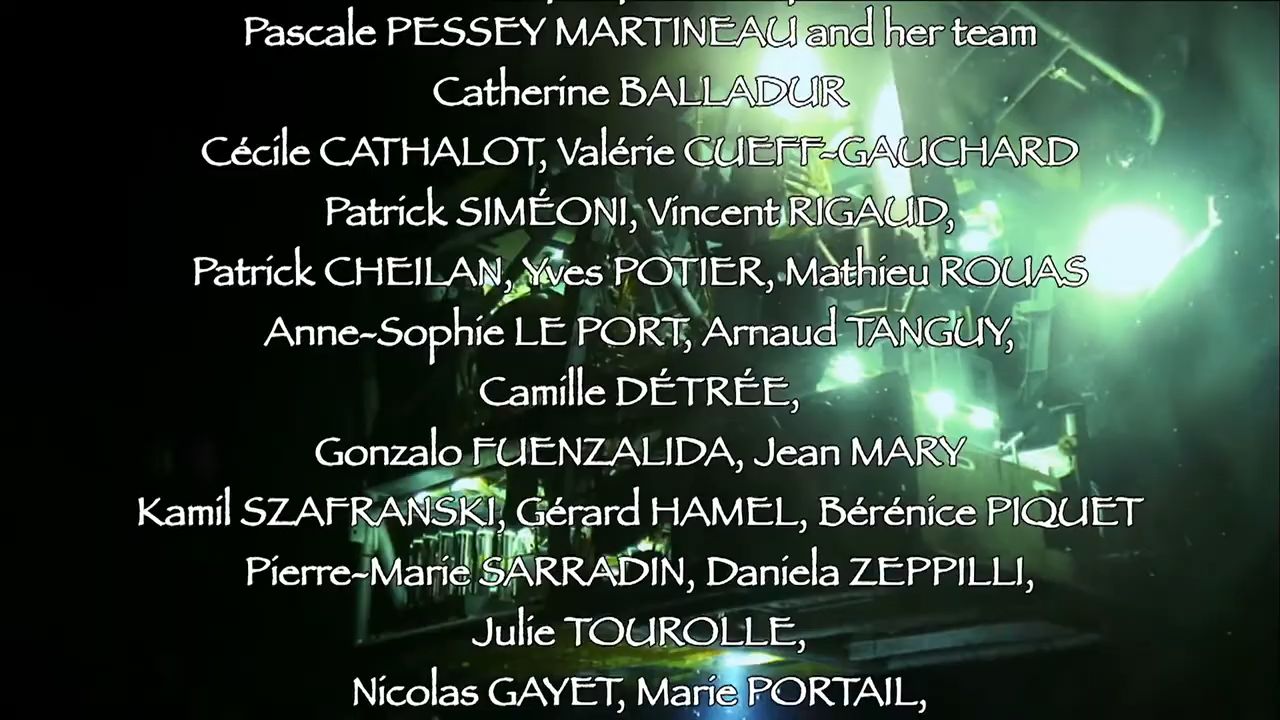 Pascale PESSEY MARTINEAU and her team
Catherine BALLADUR
Cécile CATHALOT, Valérie CUEFF-GAUCHARD
Patrick SIMÉONI, Vincent RIGAUD,
Patrick CHEILAN, Yves POTIER, Mathieu ROUAS
Anne-Sophie LE PORT, Arnaud TANGUY,
Camille DÉTRÉE,
Gonzalo FUENZALIDA, Jean MARY
Kamil SZAFRANSKI, Gérard HAMEL, Bérénice PIQUET
Pierre-Marie SARRADIN, Daniela ZEPPILLI,
Julie TOUROLLE,
Nicolas GAYET, Marie PORTAIL,